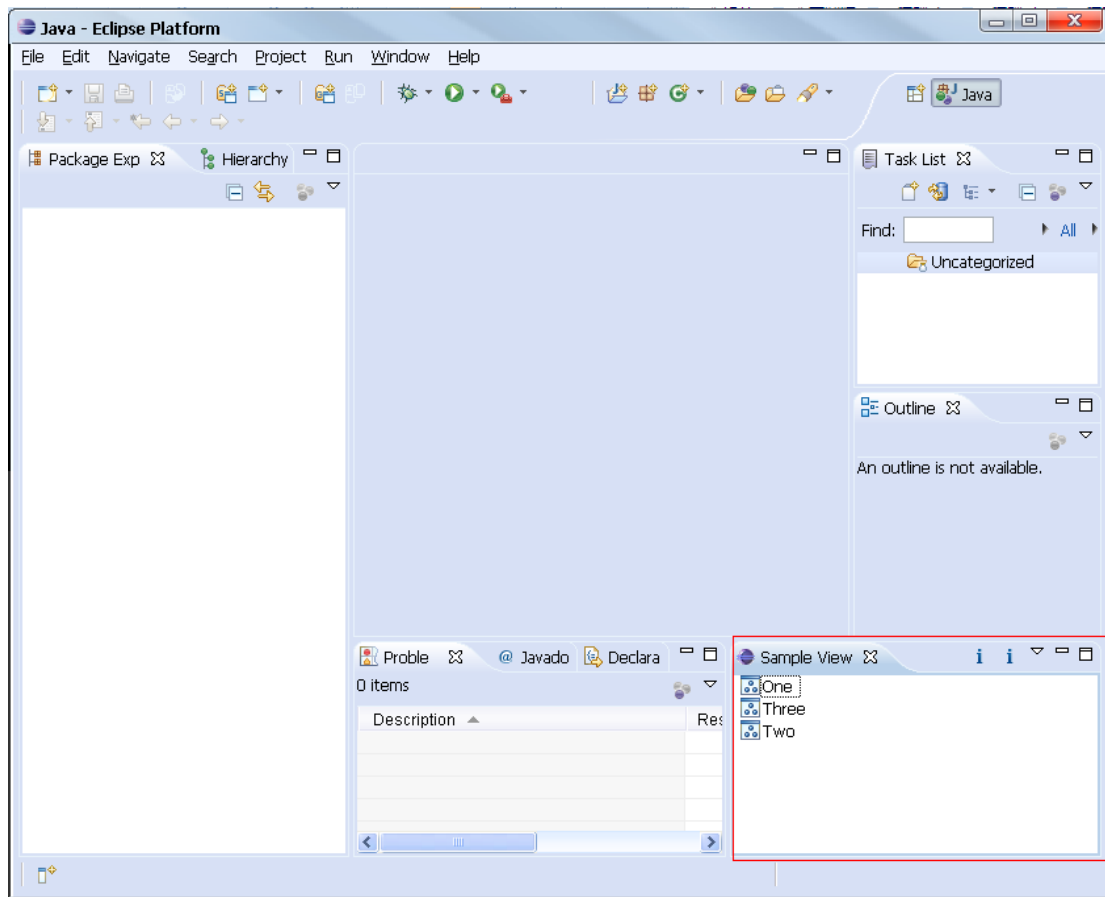 Java - Eclipse Platform
File Edit Navigate Search Project Run Window Help
Java
Package Exp Hierarchy
Task List
Find: All
Uncategorized
Outline
An outline is not available.
Proble @ Javado Declara
0 items
Description Res
Sample View
One
Three
Two